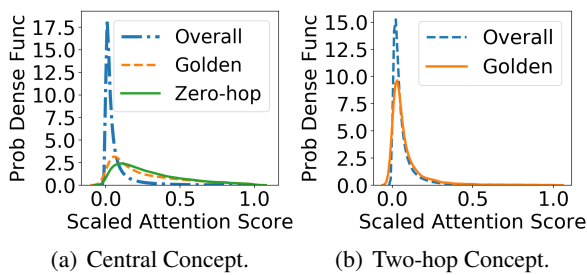 Prob Dense Func
17.5
15.0
12.5
10.0
7.5
5.0
2.5
0.0
Overall
Golden
Zero-hop
0.0 0.5 1.0
Scaled Attention Score
(a) Central Concept.
Prob Dense Func
15.0
12.5
10.0
7.5
5.0
2.5
0.0
Overall
Golden
0.0 0.5 1.0
Scaled Attention Score
(b) Two-hop Concept.